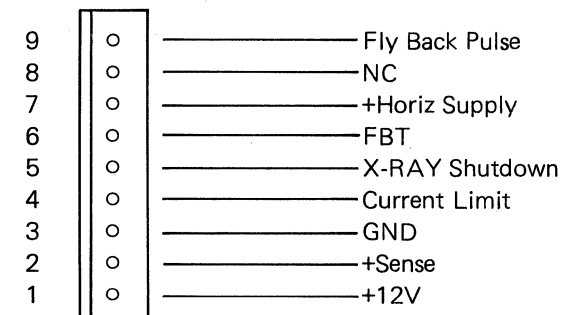 9 Fly Back Pulse
8 NC
7 +Horiz Supply
6 FBT
5 X-RAY Shutdown
4 Current Limit
3 GND
2 +Sense
1 +12V